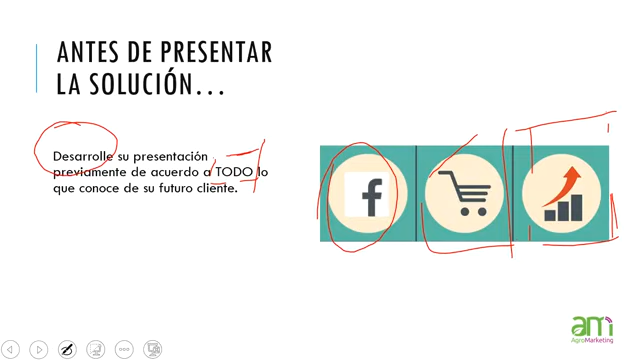 ANTES DE PRESENTAR
LA SOLUCIÓN...
Desarrolle su presentación
previamente de acuerdo a TODO lo
que conoce de su futuro cliente.
f
ami
AgroMarketing